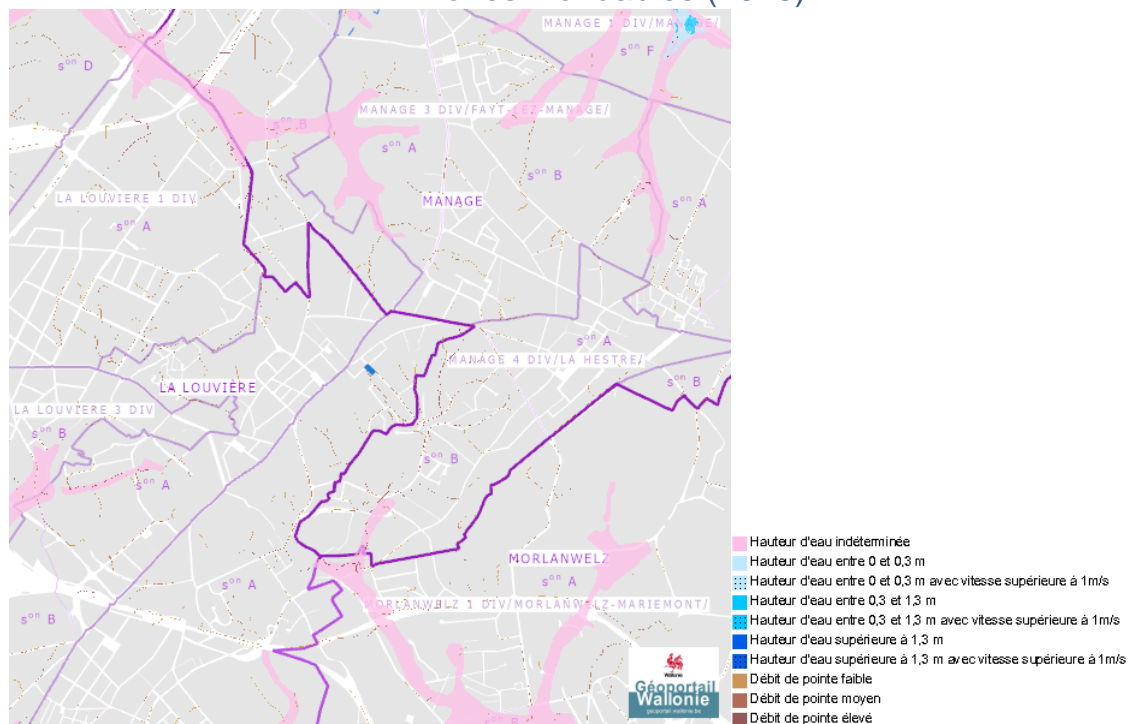 MANAGE 1 DIV/MANAGE/
sᵒⁿ D
sᵒⁿ F
MANAGE 3 DIV/FAYT-LEZ-MANAGE/
sᵒⁿ B
sᵒⁿ A
sᵒⁿ B
LA LOUVIERE 1 DIV
MANAGE
sᵒⁿ A
sᵒⁿ A
sᵒⁿ A
MANAGE 4 DIV/LA HESTRE/
sᵒⁿ B
LA LOUVIÈRE
LA LOUVIERE 3 DIV
sᵒⁿ B
sᵒⁿ B
sᵒⁿ A
MORLANWELZ
sᵒⁿ A
sᵒⁿ A
MORLANWELZ 1 DIV/MORLANWELZ-MARIEMONT/
sᵒⁿ B
Wallonie
Géoportail
Wallonie
geoportail.wallonie.be
Hauteur d'eau indéterminée
Hauteur d'eau entre 0 et 0,3 m
Hauteur d'eau entre 0 et 0,3 m avec vitesse supérieure à 1m/s
Hauteur d'eau entre 0,3 et 1,3 m
Hauteur d'eau entre 0,3 et 1,3 m avec vitesse supérieure à 1m/s
Hauteur d'eau supérieure à 1,3 m
Hauteur d'eau supérieure à 1,3 m avec vitesse supérieure à 1m/s
Débit de pointe faible
Débit de pointe moyen
Débit de pointe élevé